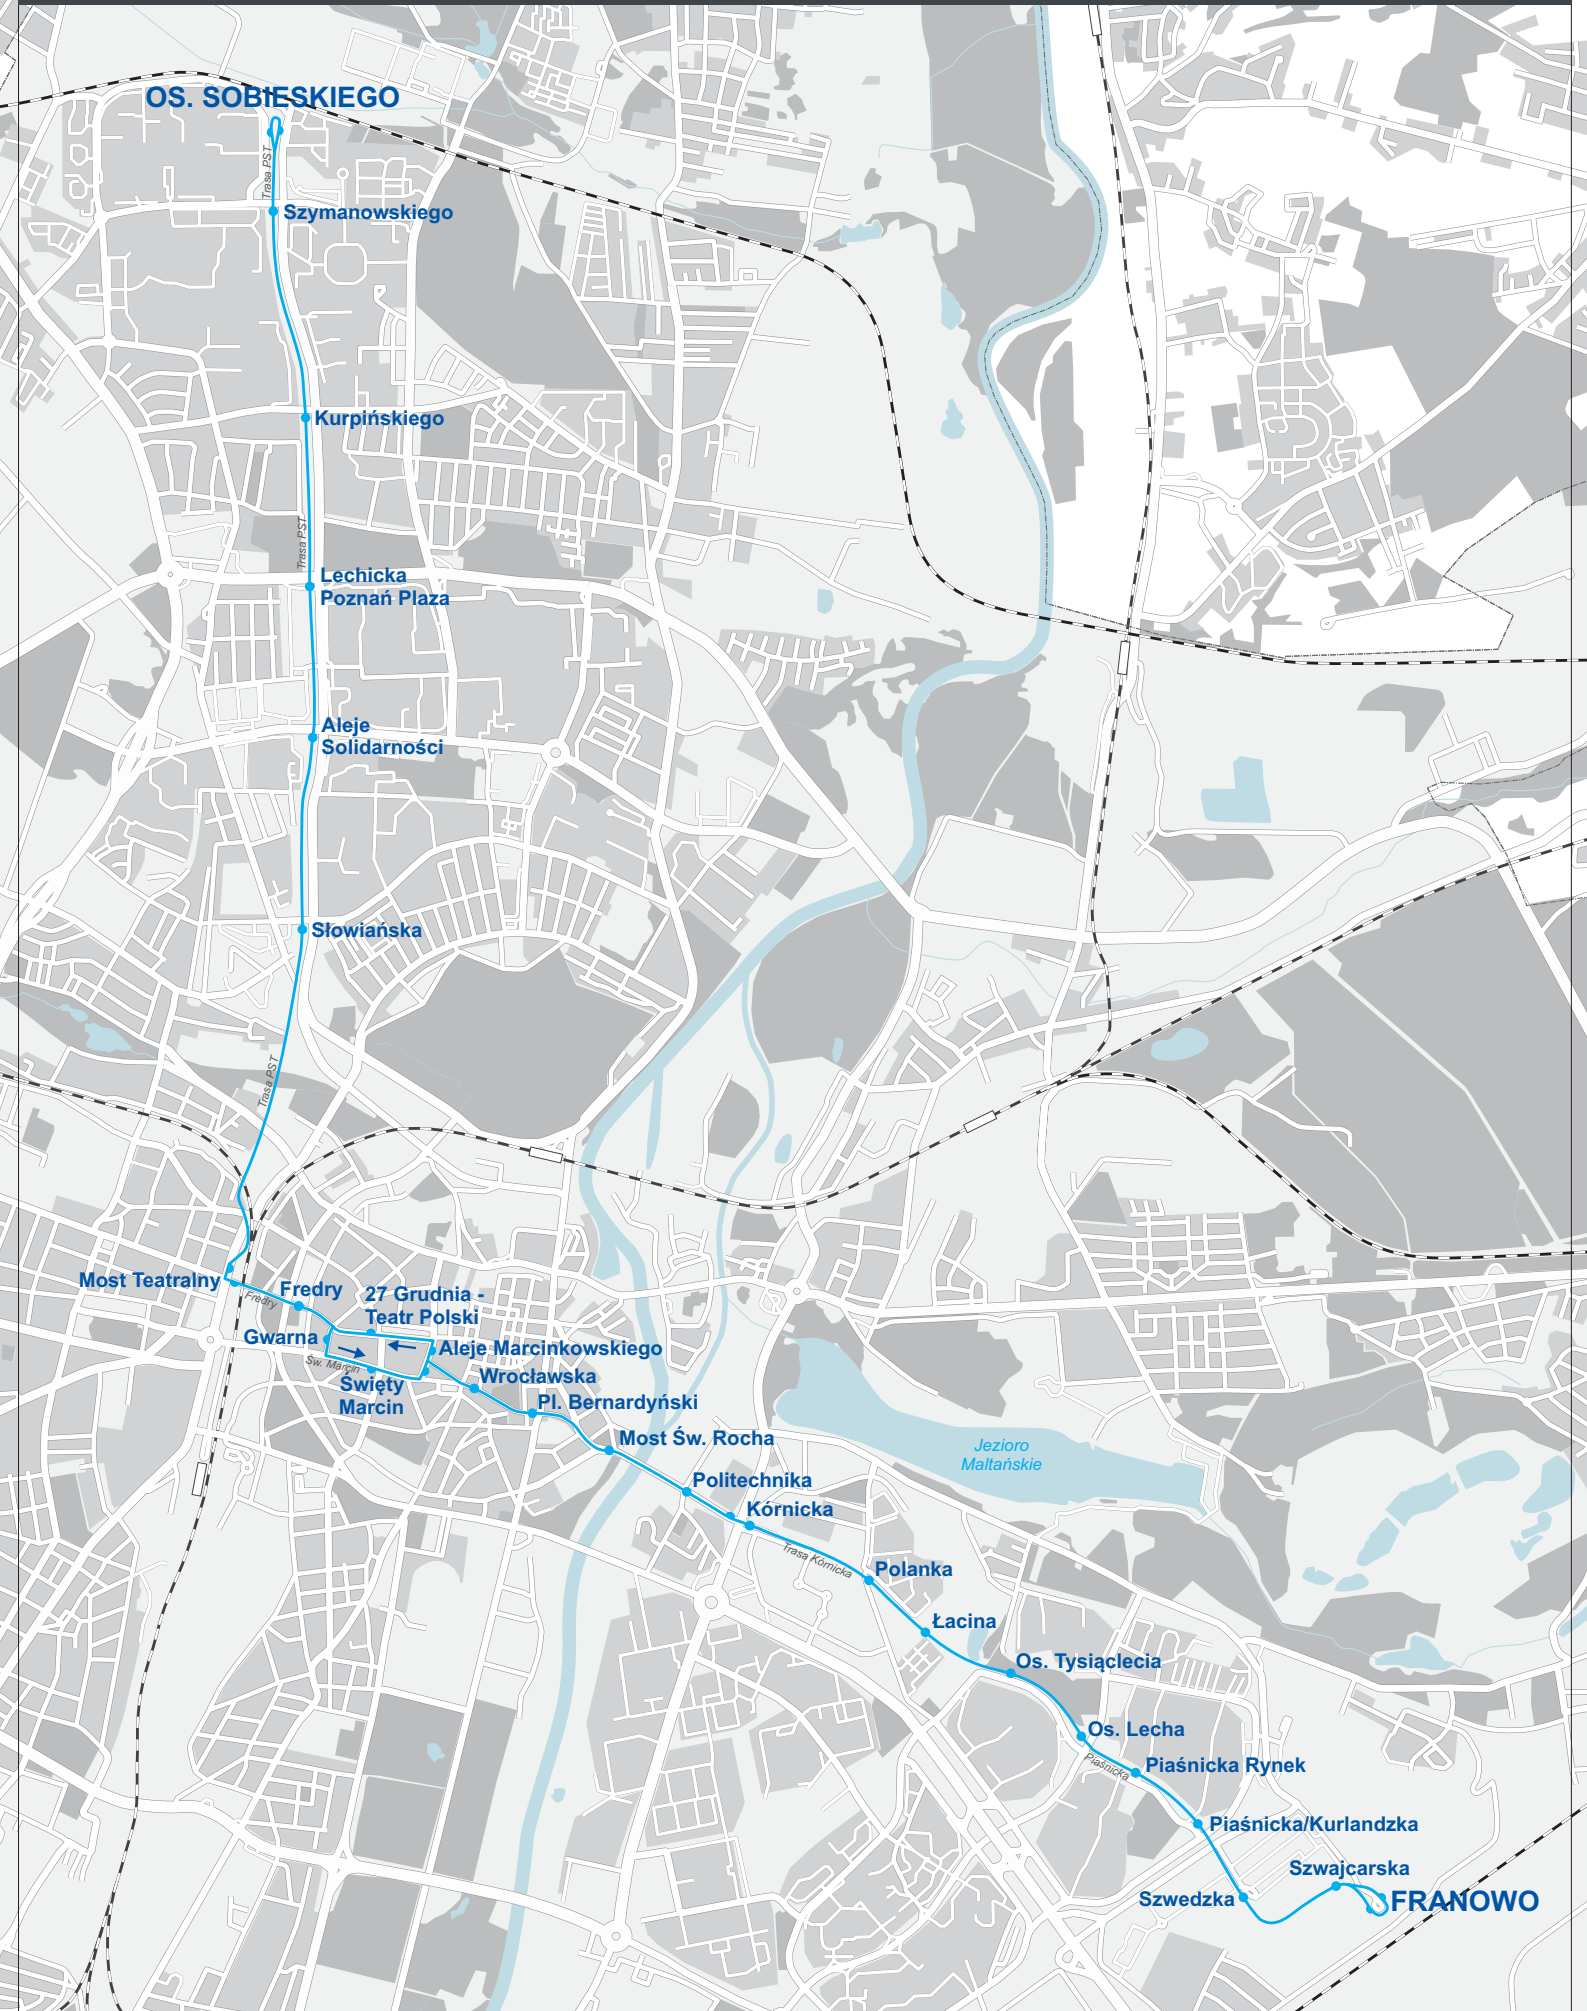 OS. SOBIESKIEGO
Trasa PST
Szymanowskiego
Kurpińskiego
Trasa PST
Lechicka
Poznań Plaza
Aleje
Solidarności
Słowiańska
Trasa PST
Most Teatralny
Fredry
Fredry
27 Grudnia -
Teatr Polski
Gwarna
Aleje Marcinkowskiego
Św. Marcin
Święty
Marcin
Wrocławska
Pl. Bernardyński
Most Św. Rocha
Jezioro
Maltańskie
Politechnika
Kórnicka
Trasa Kórnicka
Polanka
Łacina
Os. Tysiąclecia
Os. Lecha
Piaśnicka
Piaśnicka Rynek
Piaśnicka/Kurlandzka
Szwajcarska
Szwedzka
FRANOWO